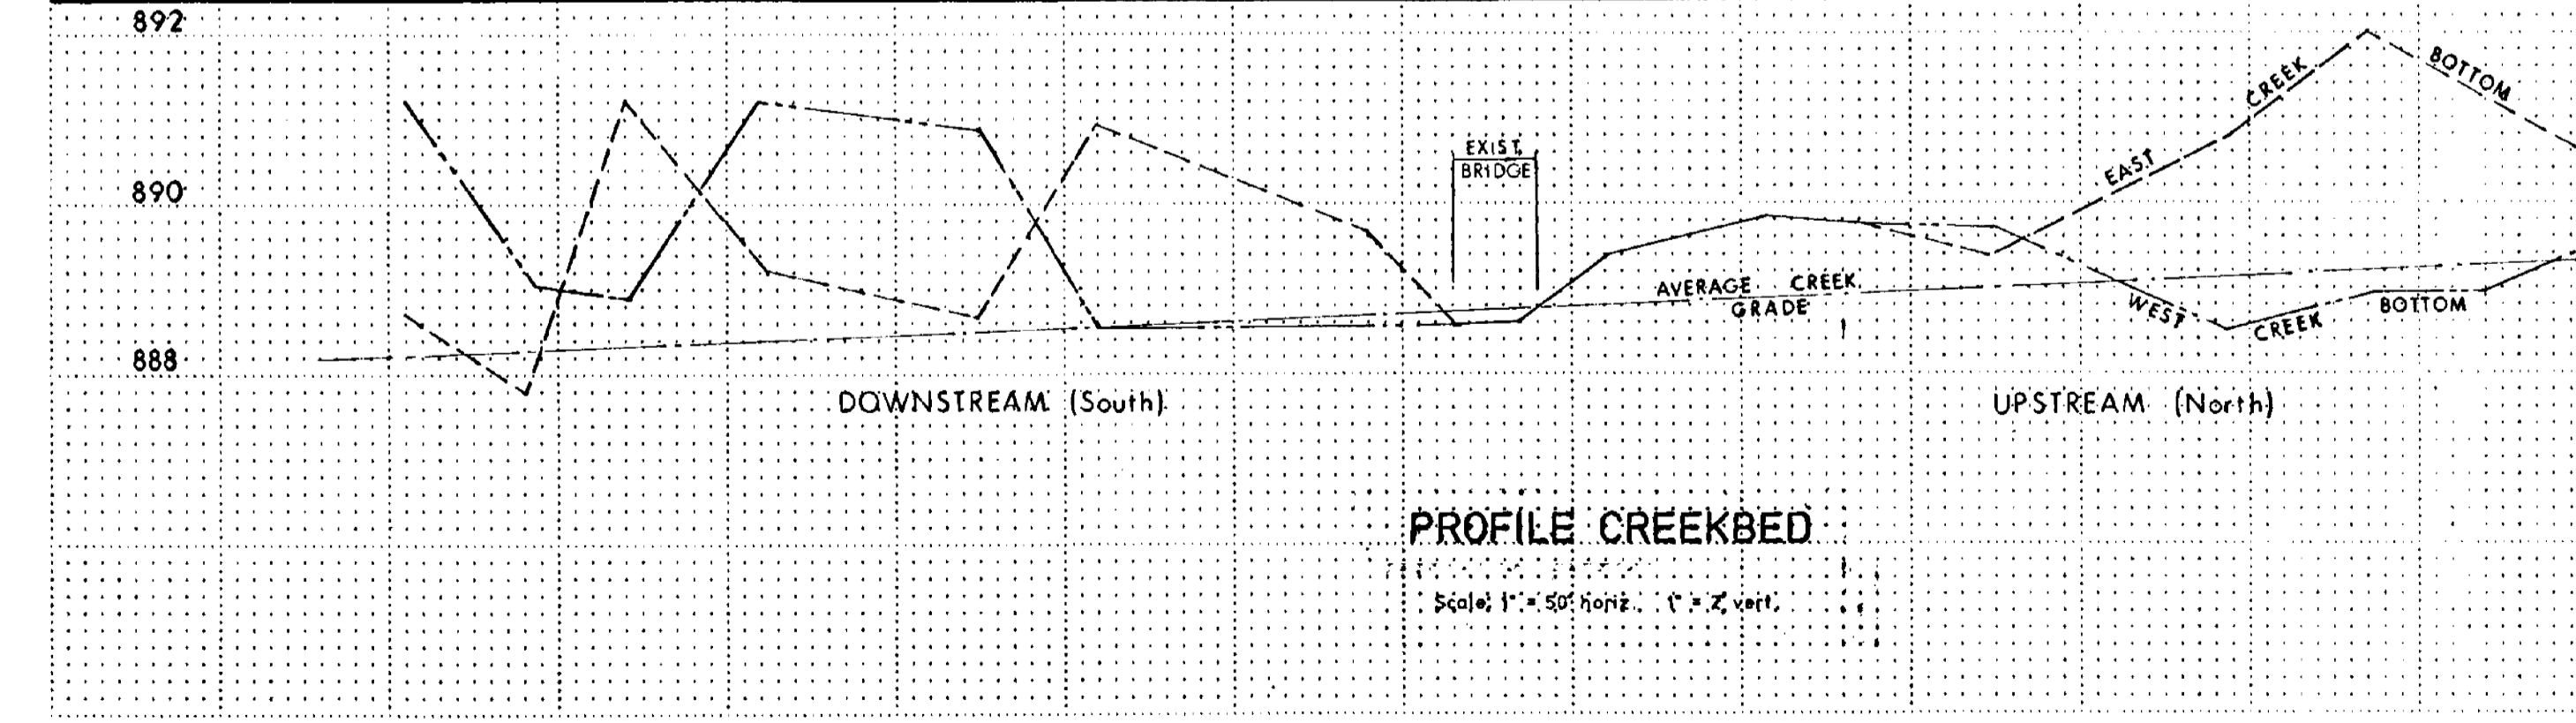 892
890
888
EXIST.
BRIDGE
AVERAGE CREEK
GRADE
EAST CREEK BOTTOM
WEST CREEK BOTTOM
DOWNSTREAM (South)
UPSTREAM (North)
PROFILE CREEKBED
Scale: 1" = 50' horiz. 1" = 2' vert.